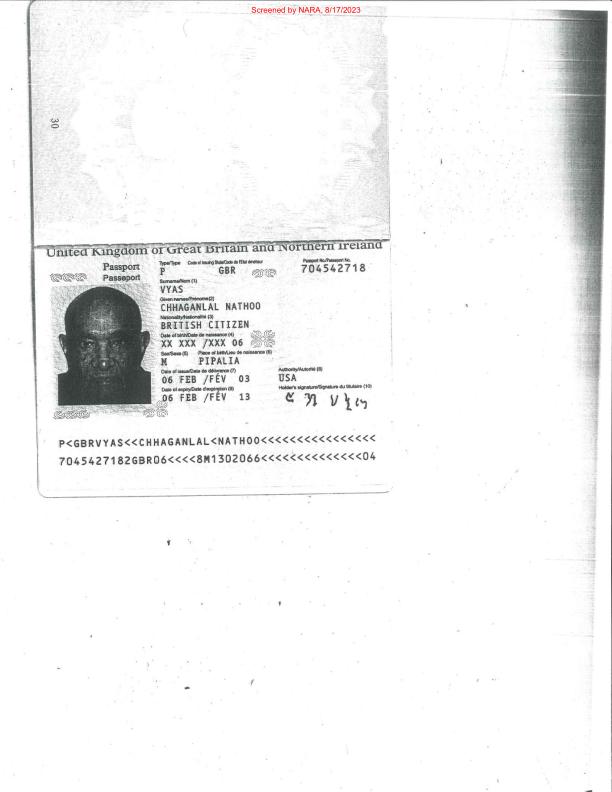 Screened by NARA, 8/17/2023
30
United Kingdom of Great Britain and Northern Ireland
Passport
Passeport
Type/Type Code of issuing State/Code de l'Etat émetteur Passport No./Passeport No.
P GBR 704542718
Surname/Nom (1)
VYAS
Given names/Prénoms (2)
CHHAGANLAL NATHOO
Nationality/Nationalité (3)
BRITISH CITIZEN
Date of birth/Date de naissance (4)
XX XXX /XXX 06
Sex/Sexe (5) Place of birth/Lieu de naissance (6)
M PIPALIA
Date of issue/Date de délivrance (7) Authority/Autorité (8)
06 FEB /FÉV 03 USA
Date of expiry/Date d'expiration (9) Holder's signature/Signature du titulaire (10)
06 FEB /FÉV 13
P<GBRVYAS<<CHHAGANLAL<NATHOO<<<<<<<<<<<<<<<<
7045427182GBR06<<<<8M1302066<<<<<<<<<<<<<<04